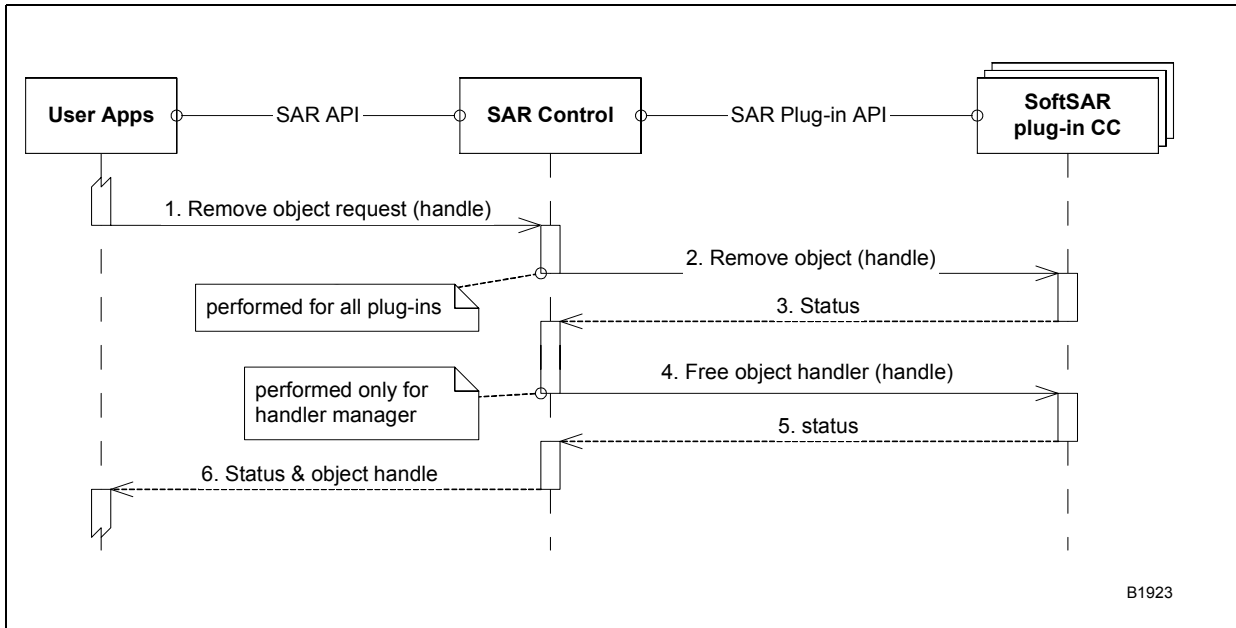 User Apps
SAR API
SAR Control
SAR Plug-in API
SoftSAR
plug-in CC
1. Remove object request (handle)
2. Remove object (handle)
performed for all plug-ins
3. Status
4. Free object handler (handle)
performed only for
handler manager
5. status
6. Status & object handle
B1923